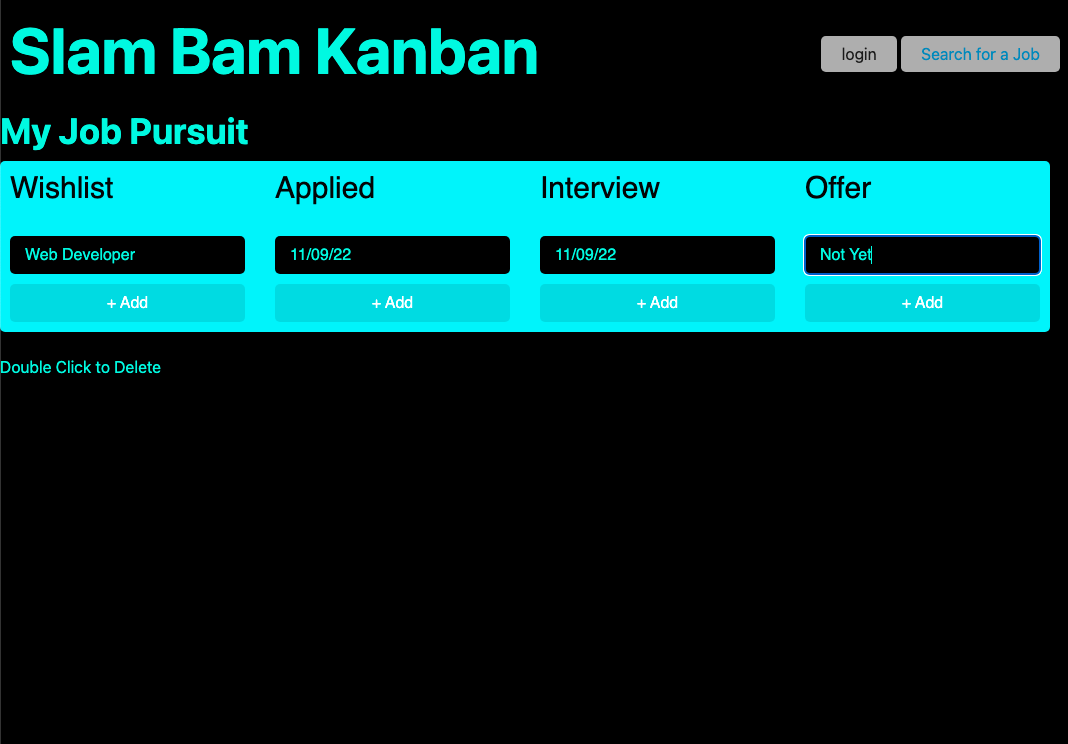 Slam Bam Kanban
login Search for a Job
My Job Pursuit
Wishlist Applied Interview Offer
Web Developer 11/09/22 11/09/22 Not Yet
+ Add + Add + Add + Add
Double Click to Delete